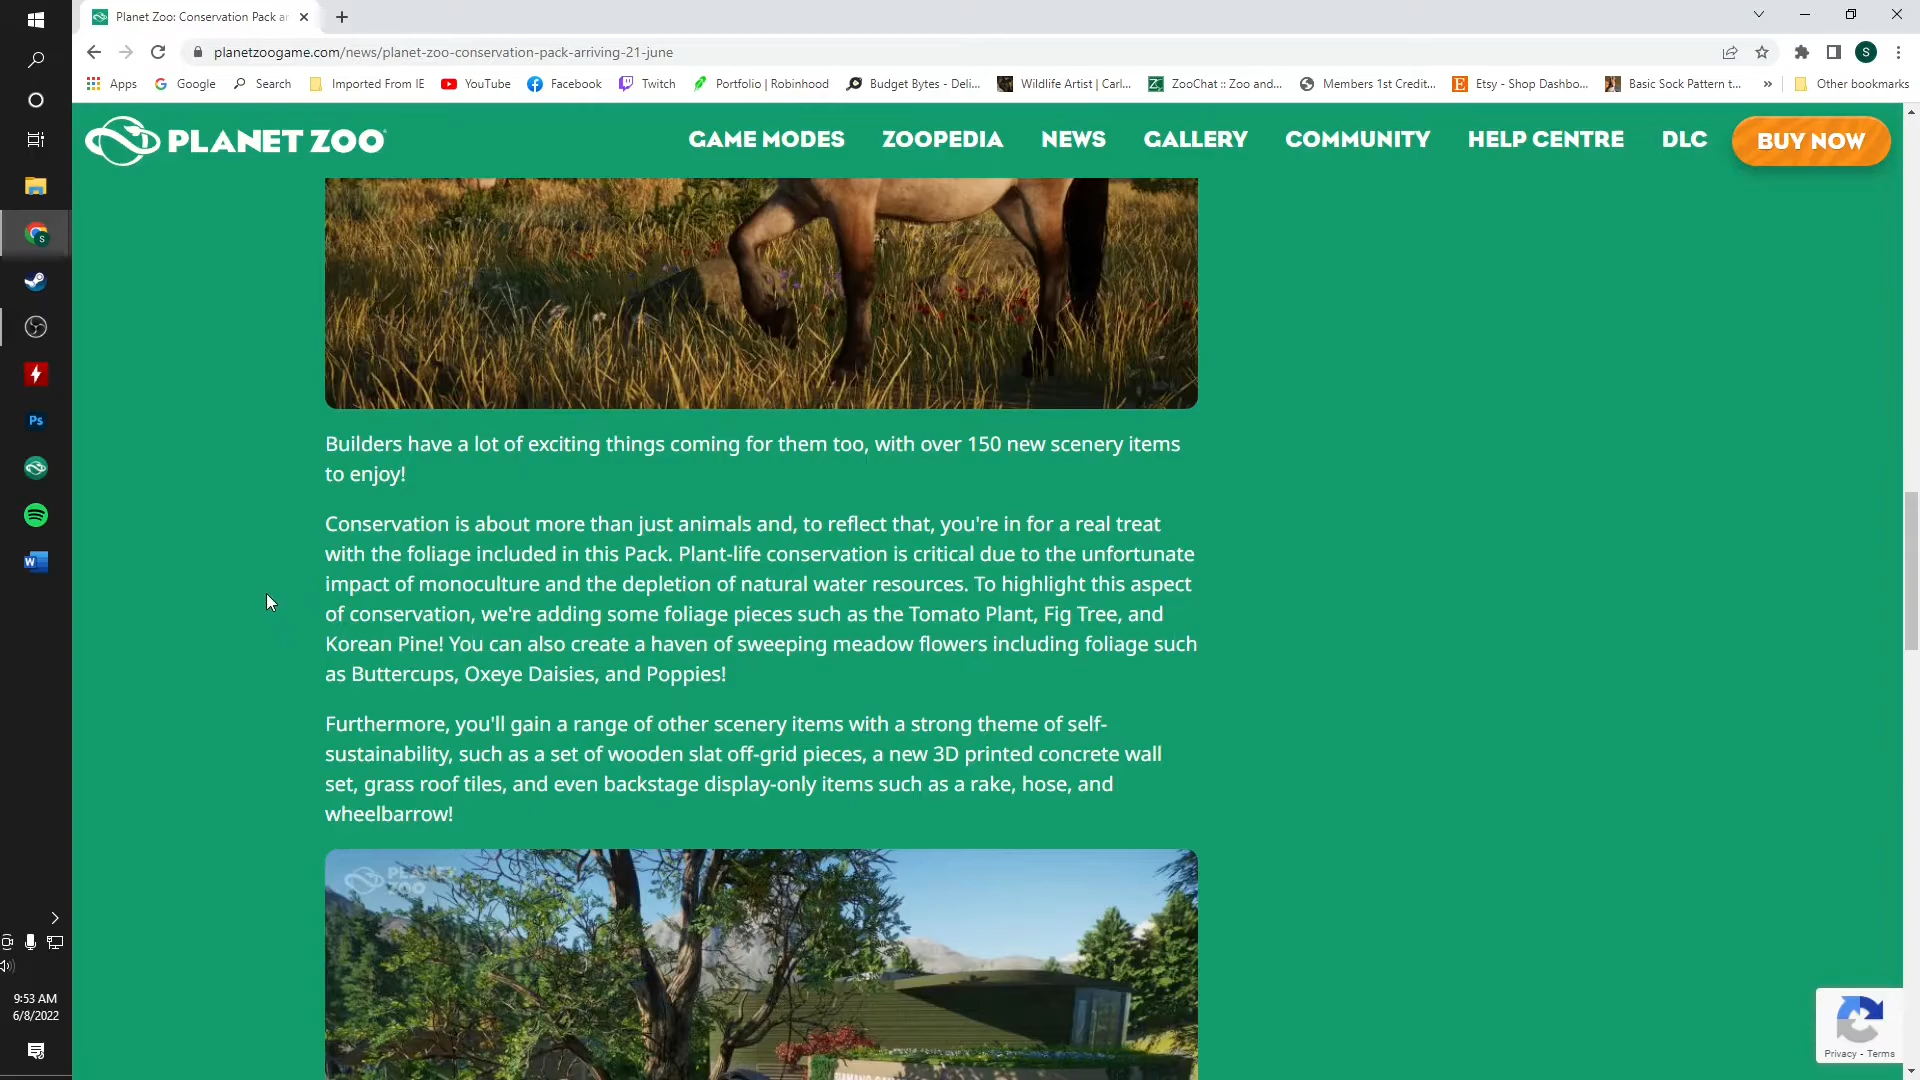 Planet Zoo: Conservation Pack ar
planetzoogame.com/news/planet-zoo-conservation-pack-arriving-21-june
S
Apps
Google
Search
Imported From IE
YouTube
Facebook
Twitch
Portfolio | Robinhood
Budget Bytes - Deli...
Wildlife Artist | Carl...
ZooChat :: Zoo and...
Members 1st Credit...
Etsy - Shop Dashbo...
Basic Sock Pattern t...
»
Other bookmarks
PLANET ZOO
GAME MODES
ZOOPEDIA
NEWS
GALLERY
COMMUNITY
HELP CENTRE
DLC
BUY NOW
Builders have a lot of exciting things coming for them too, with over 150 new scenery items
to enjoy!
Conservation is about more than just animals and, to reflect that, you're in for a real treat
with the foliage included in this Pack. Plant-life conservation is critical due to the unfortunate
impact of monoculture and the depletion of natural water resources. To highlight this aspect
of conservation, we're adding some foliage pieces such as the Tomato Plant, Fig Tree, and
Korean Pine! You can also create a haven of sweeping meadow flowers including foliage such
as Buttercups, Oxeye Daisies, and Poppies!
Furthermore, you'll gain a range of other scenery items with a strong theme of self-
sustainability, such as a set of wooden slat off-grid pieces, a new 3D printed concrete wall
set, grass roof tiles, and even backstage display-only items such as a rake, hose, and
wheelbarrow!
PLANET
ZOO
Ps
W
9:53 AM
6/8/2022
Privacy - Terms